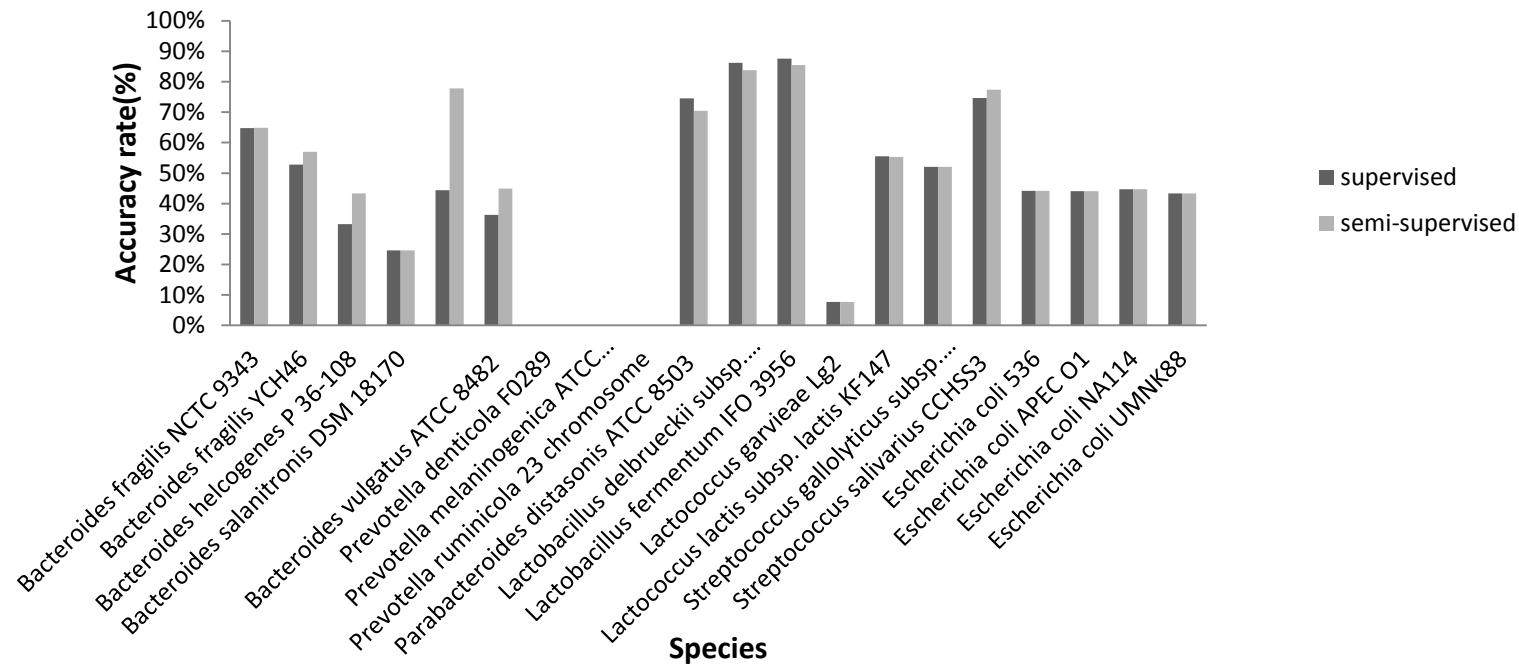 100%
90%
80%
70%
60%
50%
40%
30%
20%
10%
0%
Accuracy rate(%)
Bacteroides fragilis NCTC 9343
Bacteroides fragilis YCH46
Bacteroides helcogenes P 36-108
Bacteroides salanitronis DSM 18170
Bacteroides vulgatus ATCC 8482
Prevotella denticola F0289
Prevotella melaninogenica ATCC...
Prevotella ruminicola 23 chromosome
Parabacteroides distasonis ATCC 8503
Lactobacillus delbrueckii subsp....
Lactobacillus fermentum IFO 3956
Lactococcus garvieae Lg2
Lactococcus lactis subsp. lactis KF147
Streptococcus gallolyticus subsp....
Streptococcus salivarius CCHSS3
Escherichia coli 536
Escherichia coli APEC O1
Escherichia coli NA114
Escherichia coli UMNK88
Species
supervised
semi-supervised